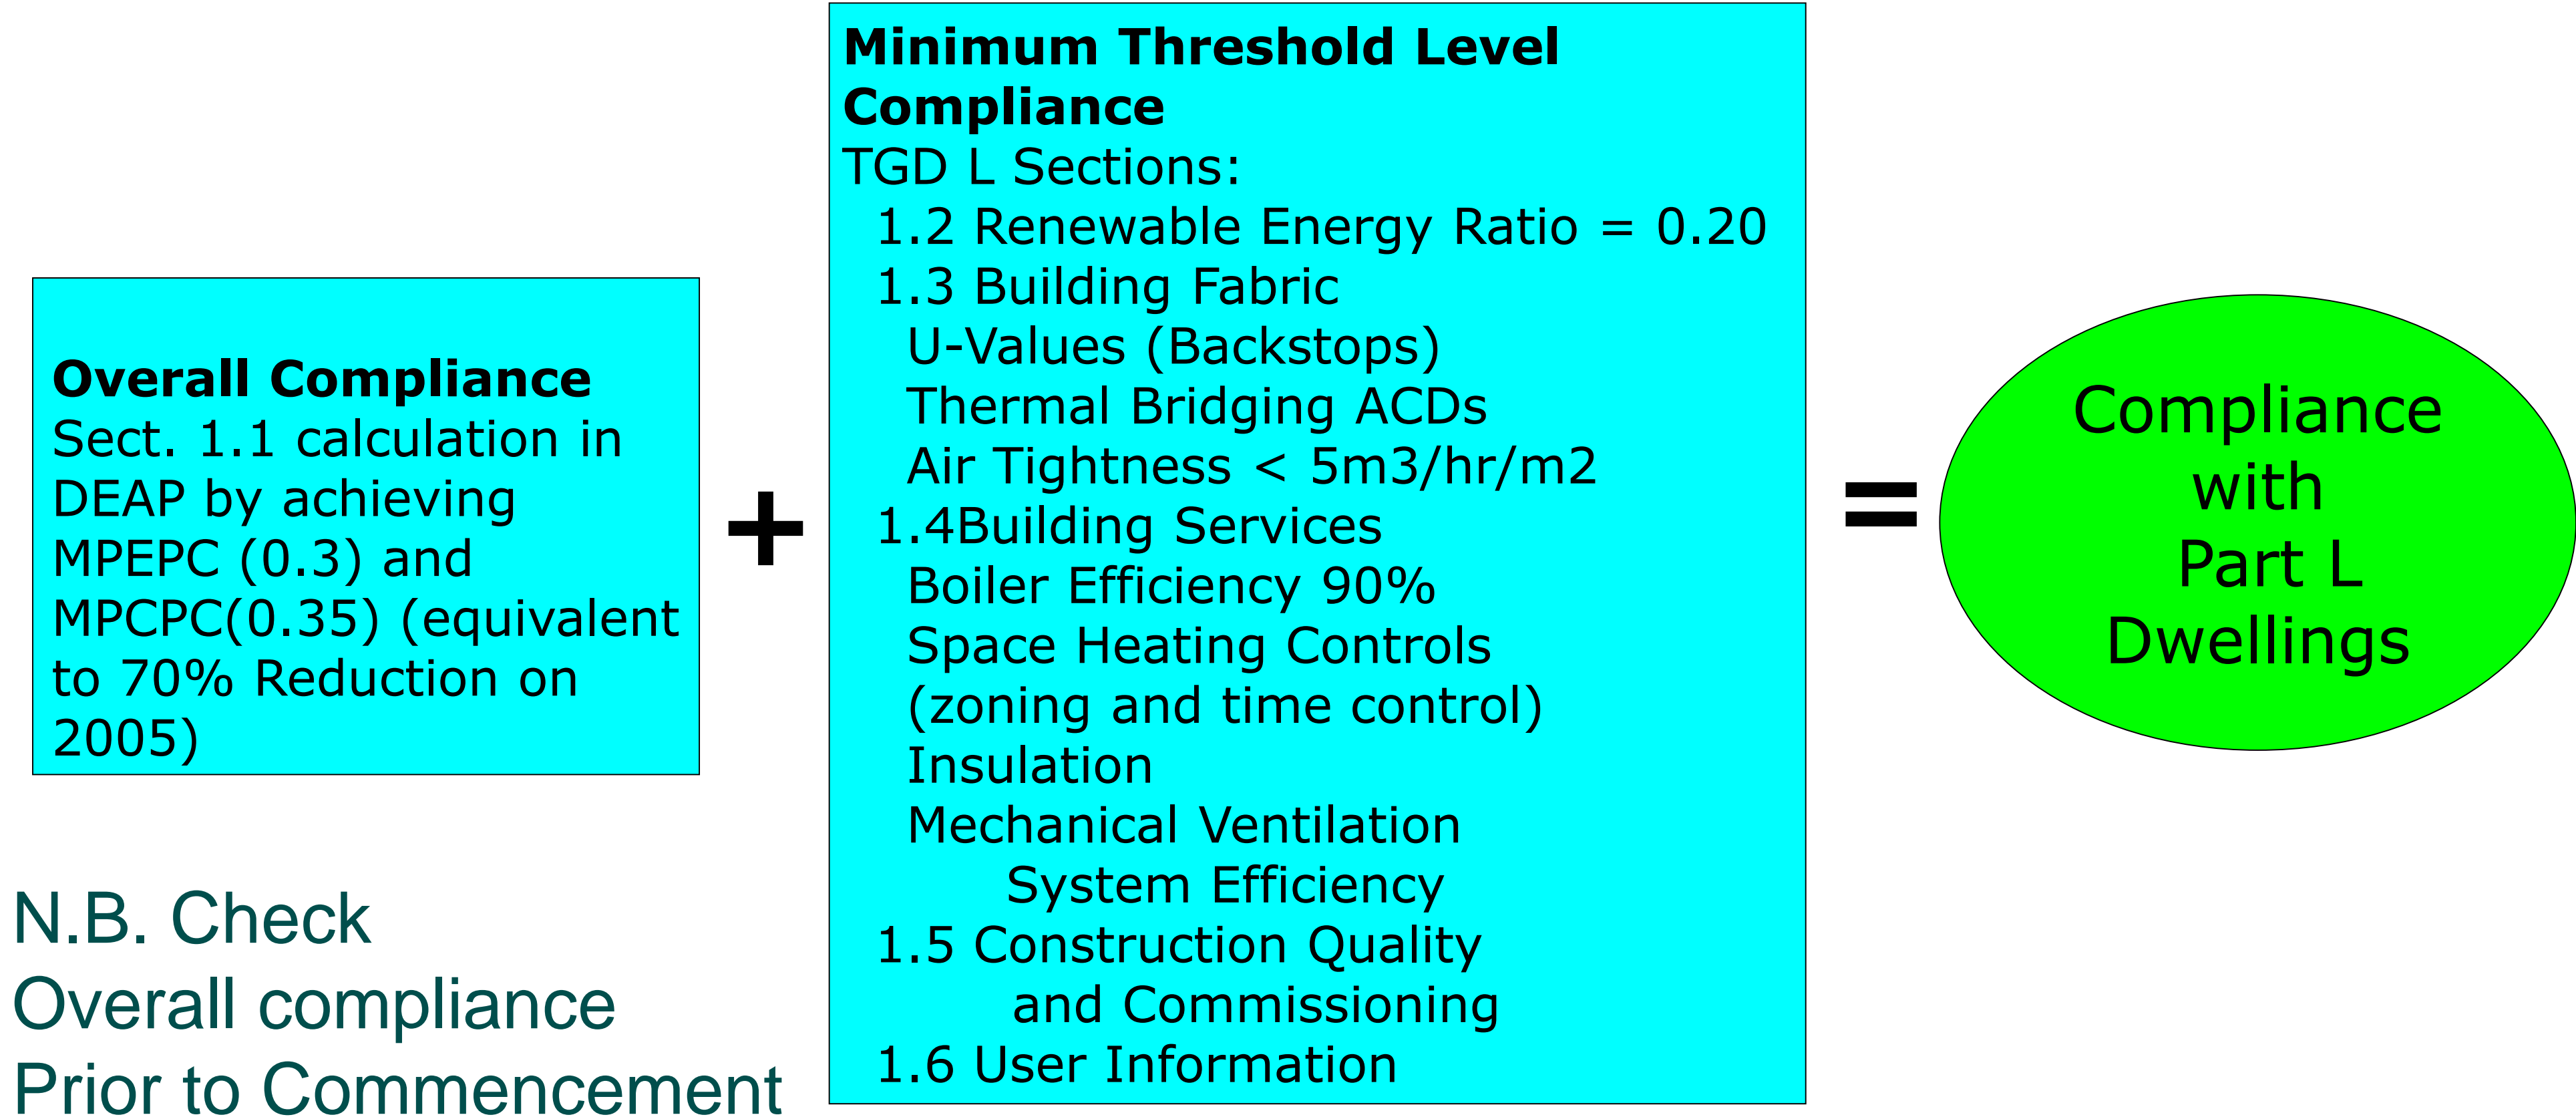 Overall Compliance
Sect. 1.1 calculation in
DEAP by achieving
MPEPC (0.3) and
MPCPC(0.35) (equivalent
to 70% Reduction on
2005)
+
Minimum Threshold Level
Compliance
TGD L Sections:
1.2 Renewable Energy Ratio = 0.20
1.3 Building Fabric
U-Values (Backstops)
Thermal Bridging ACDs
Air Tightness < 5m3/hr/m2
1.4Building Services
Boiler Efficiency 90%
Space Heating Controls
(zoning and time control)
Insulation
Mechanical Ventilation
System Efficiency
1.5 Construction Quality
and Commissioning
1.6 User Information
=
Compliance
with
Part L
Dwellings
N.B. Check
Overall compliance
Prior to Commencement